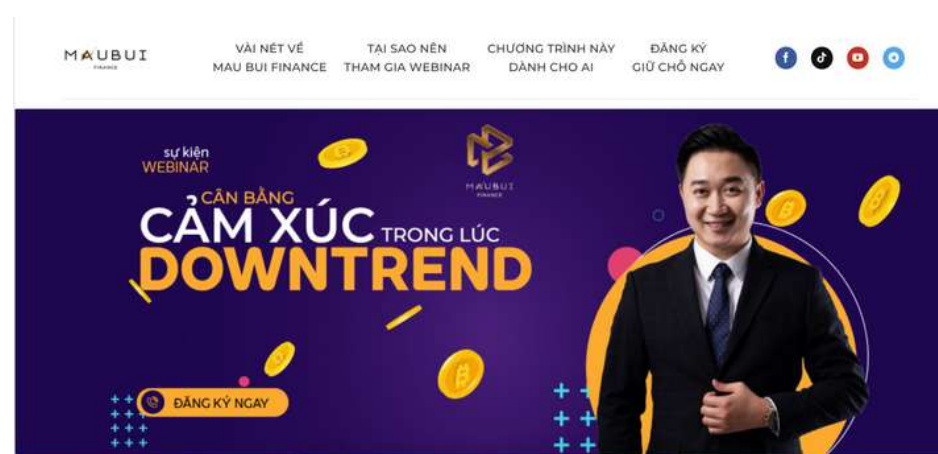 MAUBUI
FINANCE
VÀI NÉT VỀ
MAU BUI FINANCE
TẠI SAO NÊN
THAM GIA WEBINAR
CHƯƠNG TRÌNH NÀY
DÀNH CHO AI
ĐĂNG KÝ
GIỮ CHỖ NGAY
sự kiện
WEBINAR
MAUBUI
FINANCE
CÂN BẰNG
CẢM XÚC TRONG LÚC
DOWNTREND
ĐĂNG KÝ NGAY